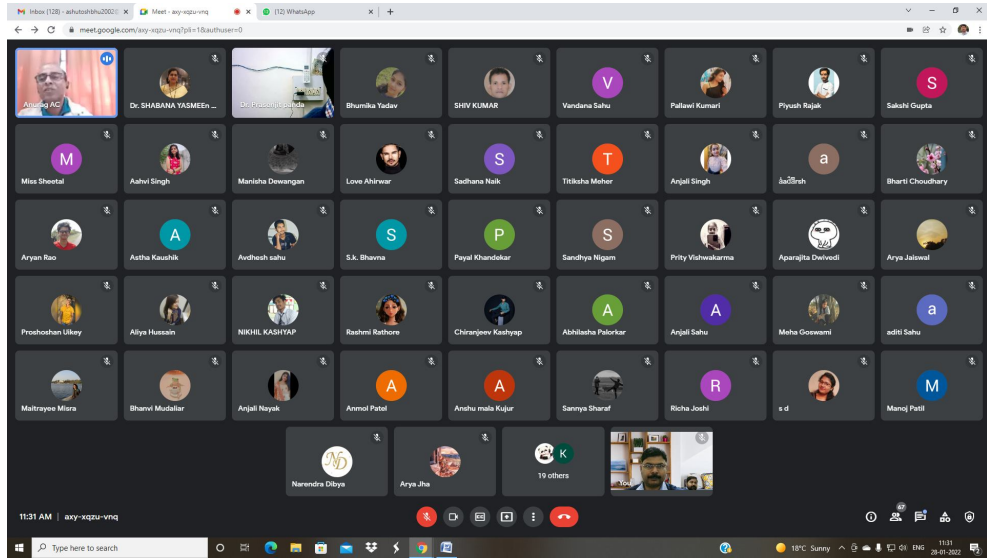 Inbox (128) - ashutoshbhu2002@
Meet - axy-xqzu-vnq
(12) WhatsApp
meet.google.com/axy-xqzu-vnq?pli=1&authuser=0
Anurag AC
Dr. SHABANA YASMEEn ...
Dr. Prasenjit panda
Bhumika Yadav
SHIV KUMAR
V
Vandana Sahu
Pallawi Kumari
Piyush Rajak
S
Sakshi Gupta
M
Miss Sheetal
Aahvi Singh
Manisha Dewangan
Love Ahirwar
S
Sadhana Naik
T
Titiksha Meher
Anjali Singh
a
Bharti Choudhary
Aryan Rao
A
Astha Kaushik
Avdhesh sahu
S
S.k. Bhavna
P
Payal Khandekar
S
Sandhya Nigam
Prity Vishwakarma
Aparajita Dwivedi
Arya Jaiswal
Proshoshan Uikey
Aliya Hussain
NIKHIL KASHYAP
Rashmi Rathore
Chiranjeev Kashyap
A
Abhilasha Palorkar
A
Anjali Sahu
Meha Goswami
a
aditi Sahu
Maitrayee Misra
Bhanvi Mudaliar
Anjali Nayak
A
Anmol Patel
A
Anshu mala Kujur
Sannya Sharaf
R
Richa Joshi
s d
M
Manoj Patil
ND
Narendra Dibya
Arya Jha
K
19 others
You
11:31 AM | axy-xqzu-vnq
67
Type here to search
18°C Sunny
ENG
11:31
28-01-2022